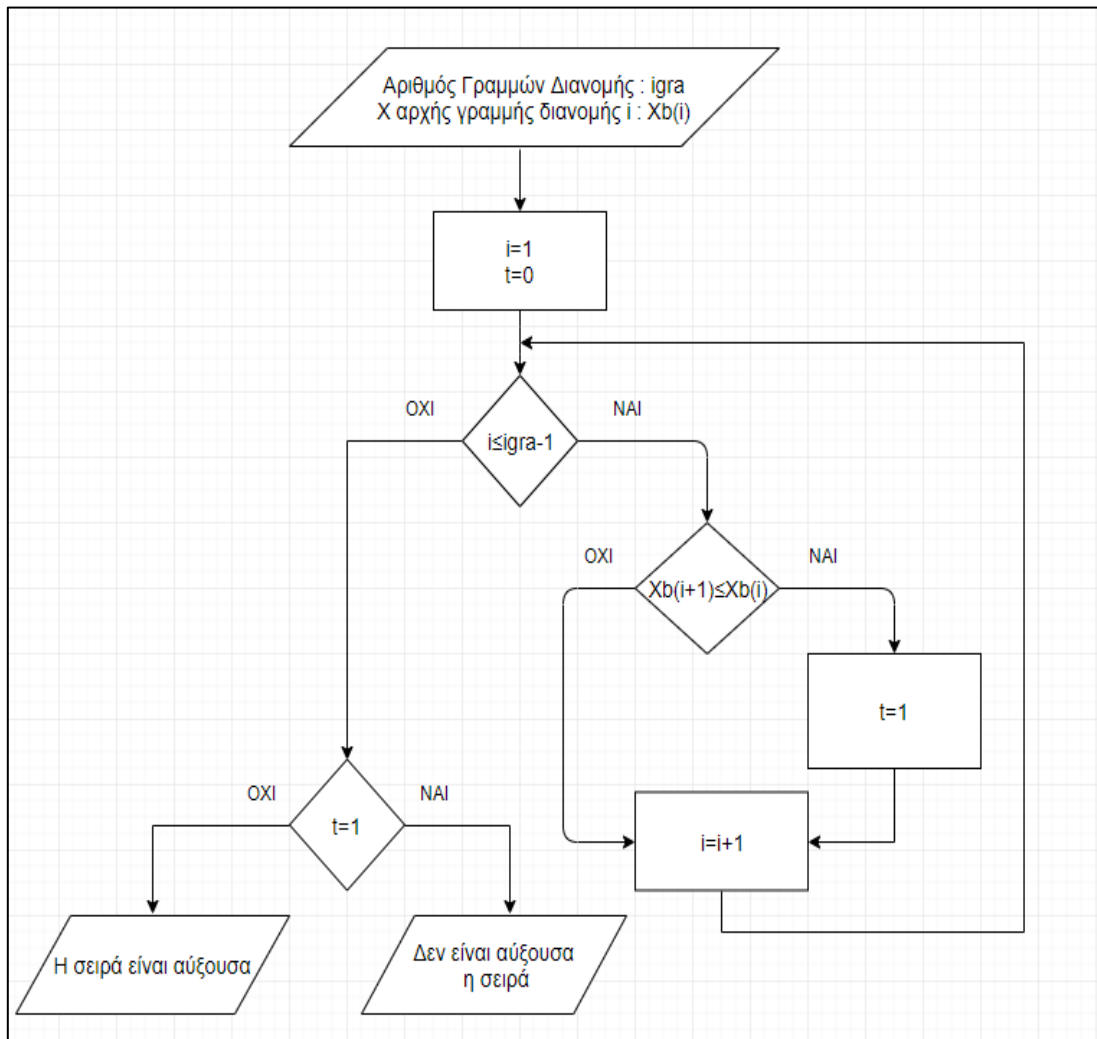 Αριθμός Γραμμών Διανομής : igra
Χ αρχής γραμμής διανομής i : Xb(i)
i=1
t=0
ΟΧΙ
ΝΑΙ
i≤igra-1
ΟΧΙ
ΝΑΙ
Xb(i+1)≤Xb(i)
t=1
ΟΧΙ
ΝΑΙ
t=1
i=i+1
Η σειρά είναι αύξουσα
Δεν είναι αύξουσα
η σειρά